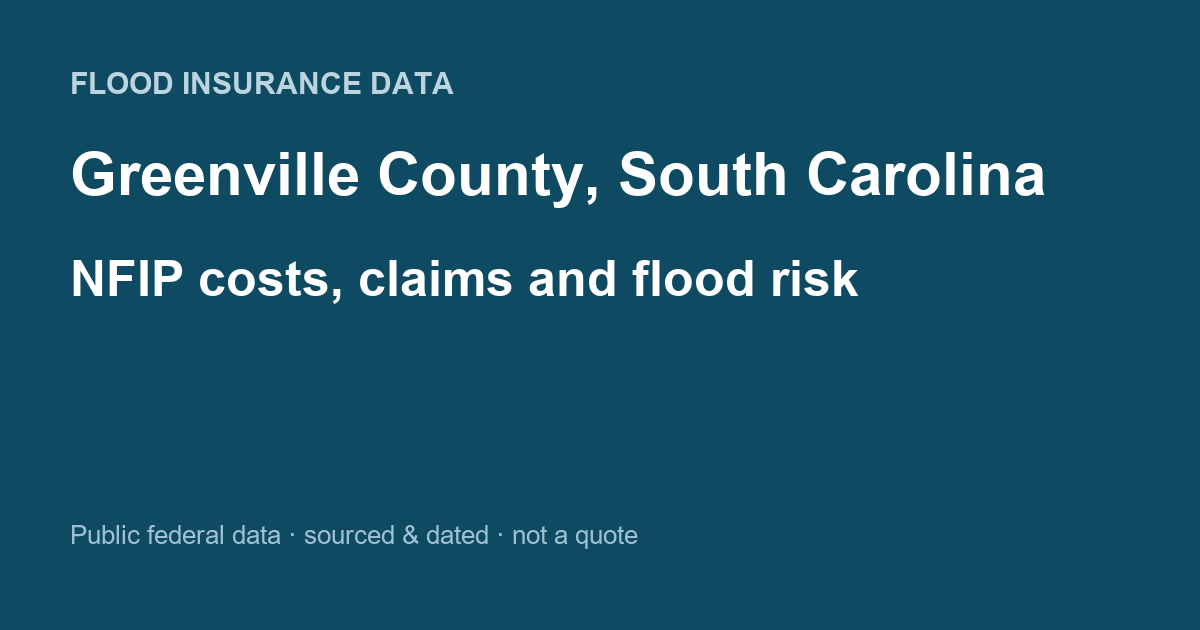 FLOOD INSURANCE DATA
Greenville County, South Carolina
NFIP costs, claims and flood risk
Public federal data · sourced & dated · not a quote